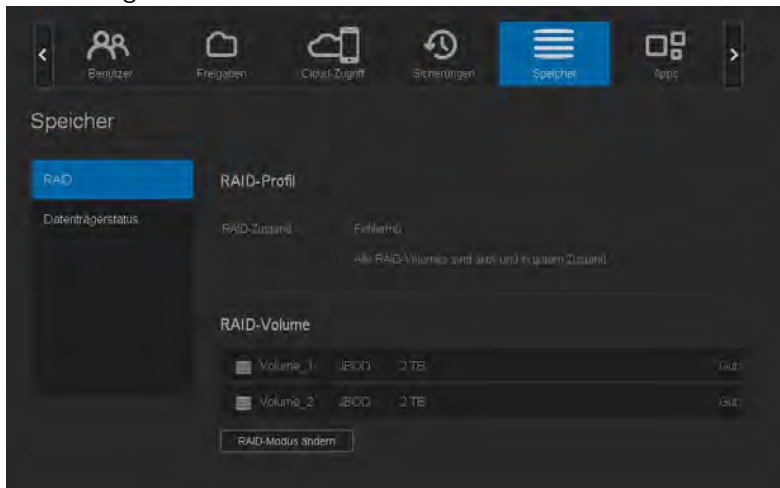 Benutzer
Freigaben
Cloud-Zugriff
Sicherungen
Speicher
Apps
Speicher
RAID
Datenträgerstatus
RAID-Profil
RAID-Zustand
Alle RAID-Volumes sind aktiv und in gutem Zustand.
RAID-Volume
Volume_1 JBOD 2 TB Gut
Volume_2 JBOD 2 TB Gut
RAID-Modus ändern